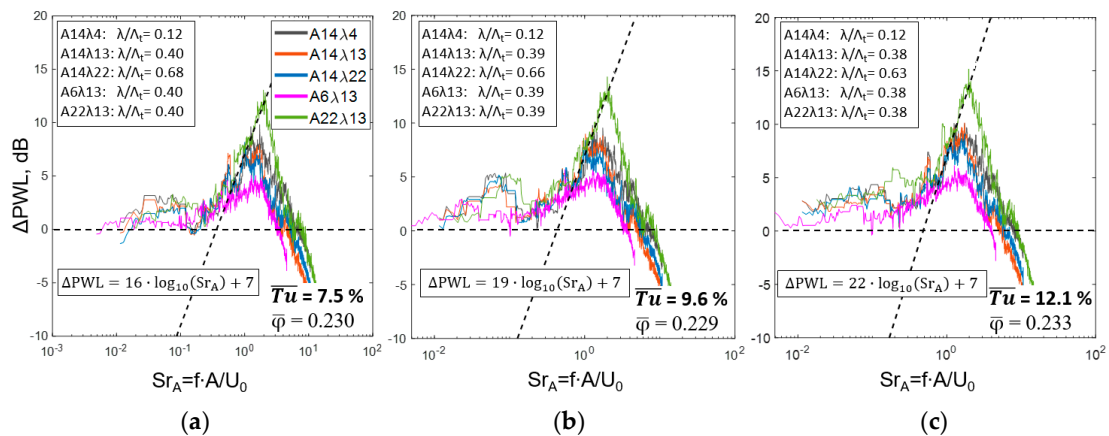 (a)
ΔPWL, dB
20
15
10
5
0
-5
-10
A14λ4: λ/Λt= 0.12
A14λ13: λ/Λt= 0.40
A14λ22: λ/Λt= 0.68
A6λ13: λ/Λt= 0.40
A22λ13: λ/Λt= 0.40
A14λ4
A14λ13
A14λ22
A6λ13
A22λ13
ΔPWL = 16 · log10(SrA) + 7
Tu = 7.5 %
φ = 0.230
10-3 10-2 10-1 100 101 102
SrA=f·A/U0
(b)
20
15
10
5
0
-5
-10
A14λ4: λ/Λt= 0.12
A14λ13: λ/Λt= 0.39
A14λ22: λ/Λt= 0.66
A6λ13: λ/Λt= 0.39
A22λ13: λ/Λt= 0.39
ΔPWL = 19 · log10(SrA) + 7
Tu = 9.6 %
φ = 0.229
10-2 100 102
SrA=f·A/U0
(c)
20
15
10
5
0
-5
-10
A14λ4: λ/Λt= 0.12
A14λ13: λ/Λt= 0.38
A14λ22: λ/Λt= 0.63
A6λ13: λ/Λt= 0.38
A22λ13: λ/Λt= 0.38
ΔPWL = 22 · log10(SrA) + 7
Tu = 12.1 %
φ = 0.233
10-2 100 102
SrA=f·A/U0